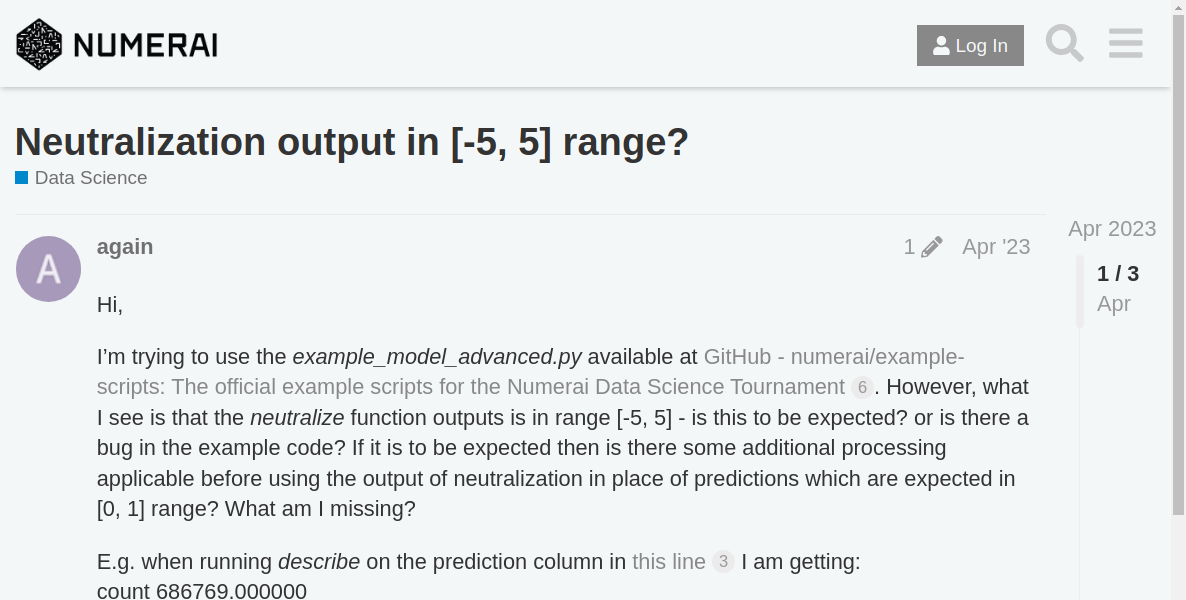 NUMERAI
Log In
Neutralization output in [-5, 5] range?
Data Science
Apr 2023
1 / 3
Apr
A
again
1
Apr '23
Hi,
I’m trying to use the example_model_advanced.py available at GitHub - numerai/example-
scripts: The official example scripts for the Numerai Data Science Tournament 6. However, what
I see is that the neutralize function outputs is in range [-5, 5] - is this to be expected? or is there a
bug in the example code? If it is to be expected then is there some additional processing
applicable before using the output of neutralization in place of predictions which are expected in
[0, 1] range? What am I missing?
E.g. when running describe on the prediction column in this line 3 I am getting:
count 686769.000000